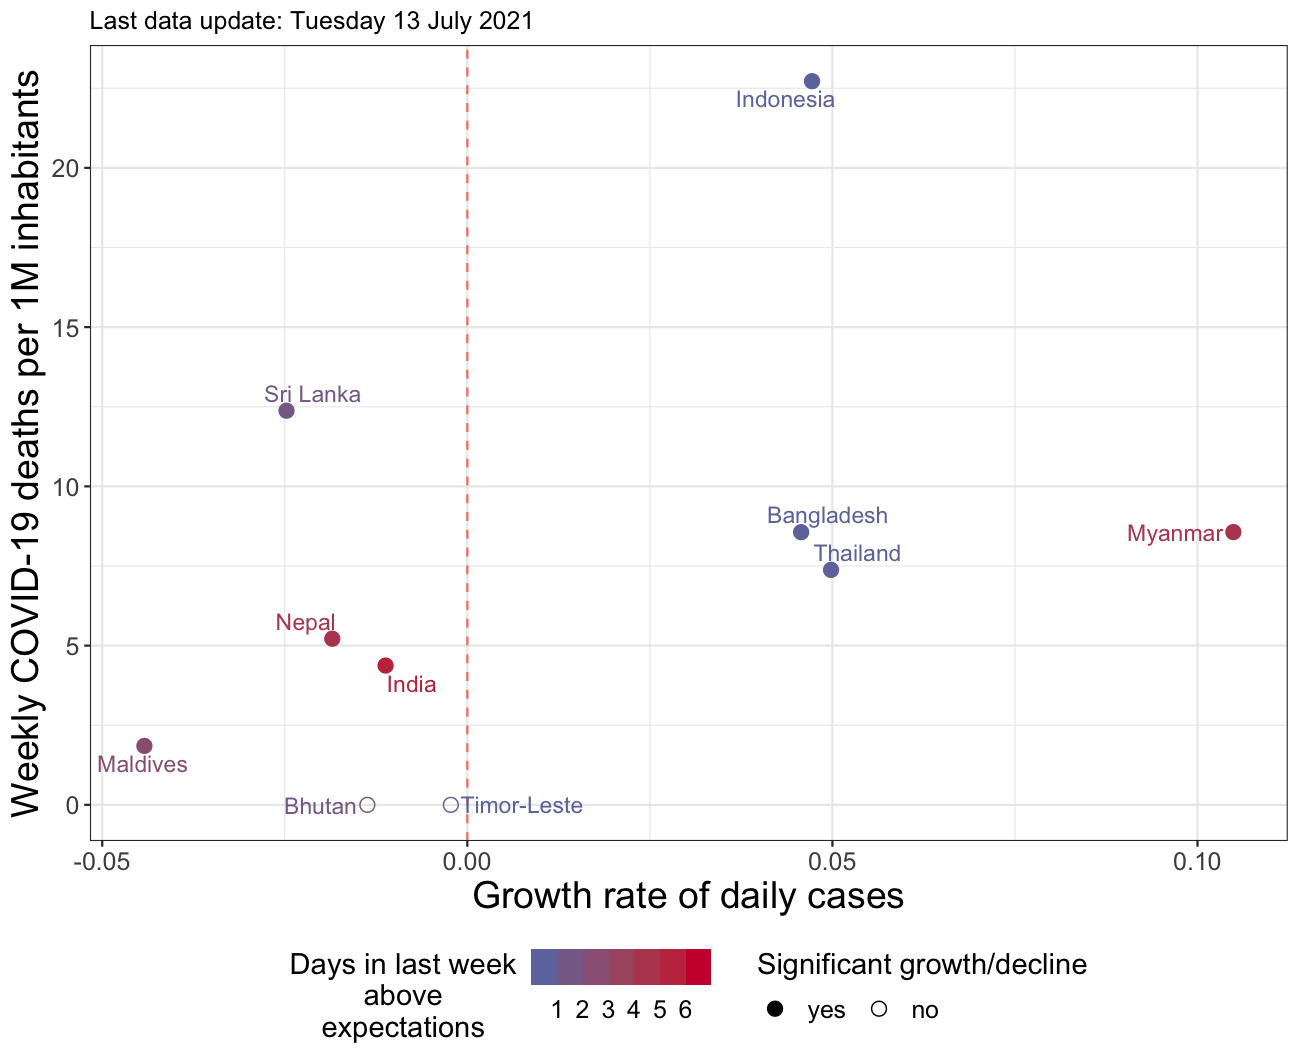 Last data update: Tuesday 13 July 2021
Weekly COVID-19 deaths per 1M inhabitants
20
15
10
5
0
Indonesia
Sri Lanka
Bangladesh
Myanmar
Thailand
Nepal
India
Maldives
Bhutan
Timor-Leste
-0.05
0.00
0.05
0.10
Growth rate of daily cases
Days in last week
above
expectations
1 2 3 4 5 6
Significant growth/decline
yes no